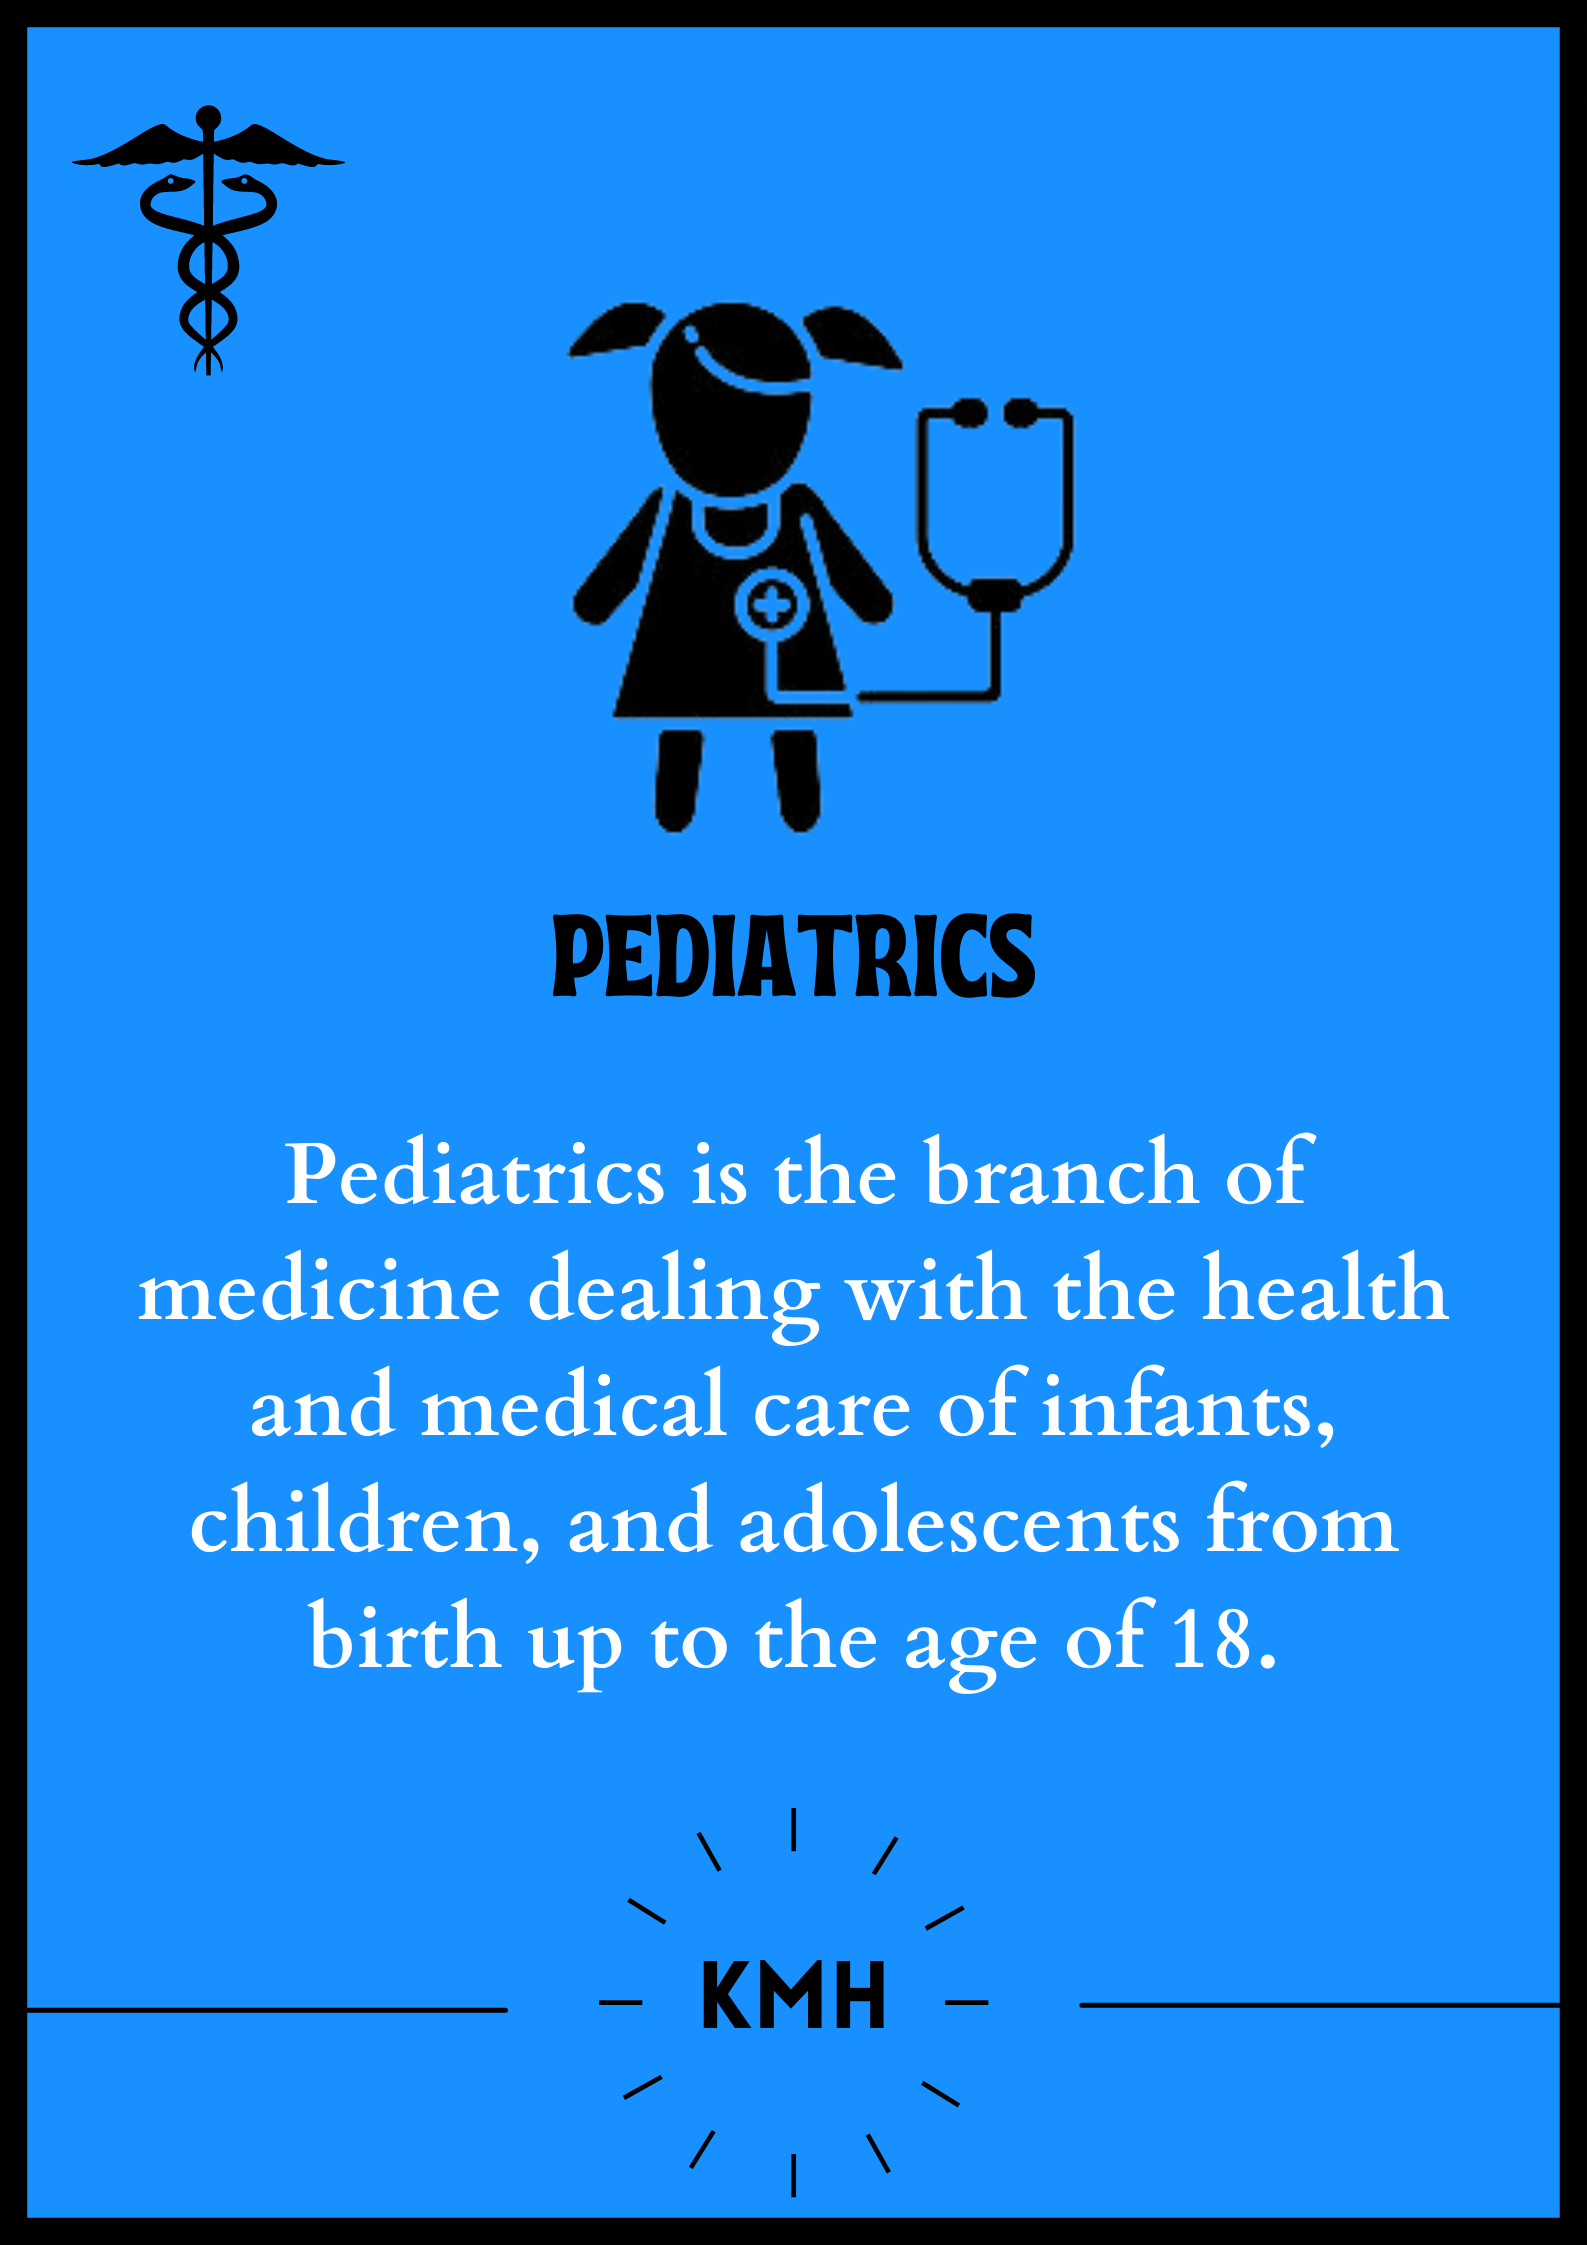 PEDIATRICS
Pediatrics is the branch of
medicine dealing with the health
and medical care of infants,
children, and adolescents from
birth up to the age of 18.
KMH